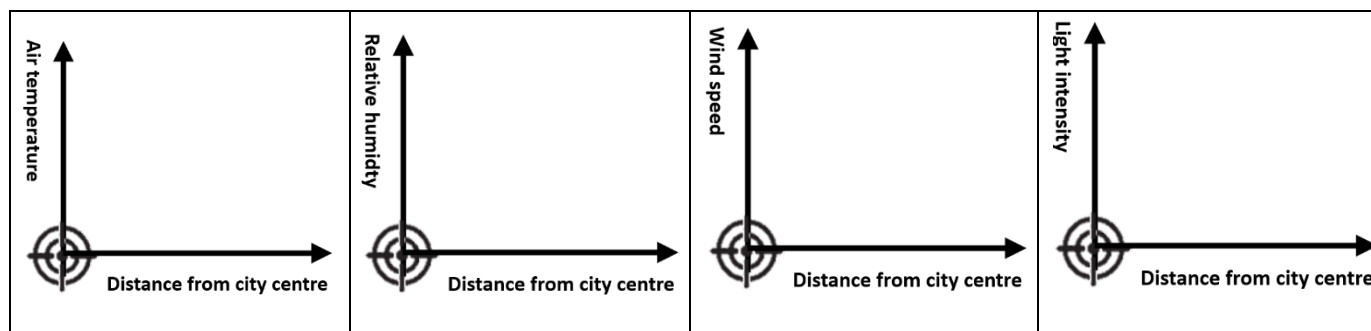 Air temperature
Distance from city centre
Relative humidty
Distance from city centre
Wind speed
Distance from city centre
Light intensity
Distance from city centre